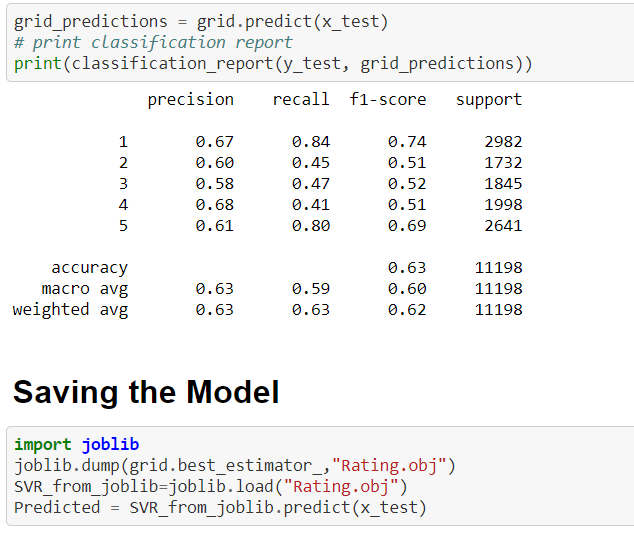 grid_predictions = grid.predict(x_test)
# print classification report
print(classification_report(y_test, grid_predictions))
precision recall f1-score support
1 0.67 0.84 0.74 2982
2 0.60 0.45 0.51 1732
3 0.58 0.47 0.52 1845
4 0.68 0.41 0.51 1998
5 0.61 0.80 0.69 2641
accuracy 0.63 11198
macro avg 0.63 0.59 0.60 11198
weighted avg 0.63 0.63 0.62 11198
Saving the Model
import joblib
joblib.dump(grid.best_estimator_,"Rating.obj")
SVR_from_joblib=joblib.load("Rating.obj")
Predicted = SVR_from_joblib.predict(x_test)